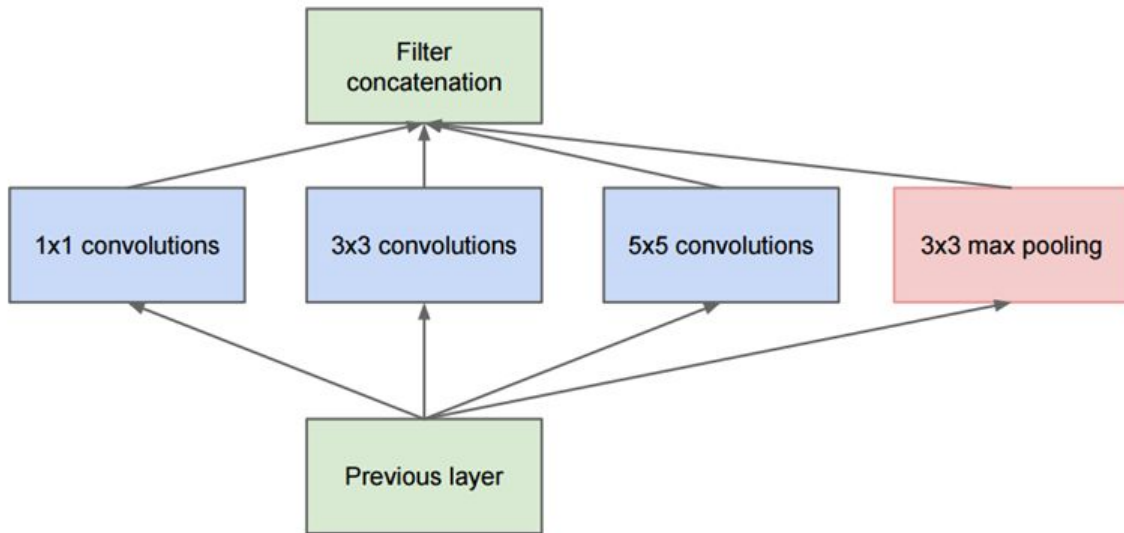 Filter
concatenation
1x1 convolutions
3x3 convolutions
5x5 convolutions
3x3 max pooling
Previous layer